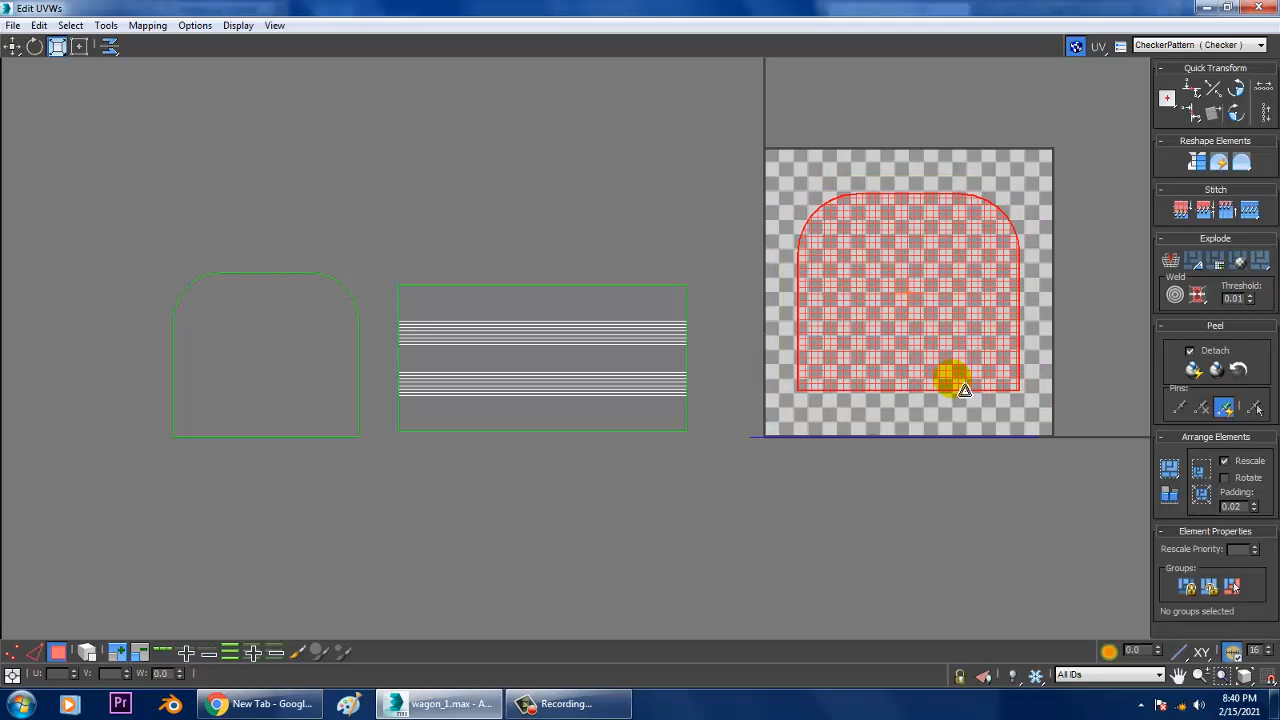 Edit UVWs
File Edit Select Tools Mapping Options Display View
UV
CheckerPattern ( Checker )
Quick Transform
Reshape Elements
Stitch
Explode
Weld
Threshold:
0.01
Peel
Detach
Pins:
Arrange Elements
Rescale
Rotate
Padding:
0.02
Element Properties
Rescale Priority:
Groups:
No groups selected
0.0
XY
16
U:
V:
W: 0.0
All IDs
New Tab - Googl...
wagon_1.max - A...
Recording...
Pr
8:40 PM
2/15/2021